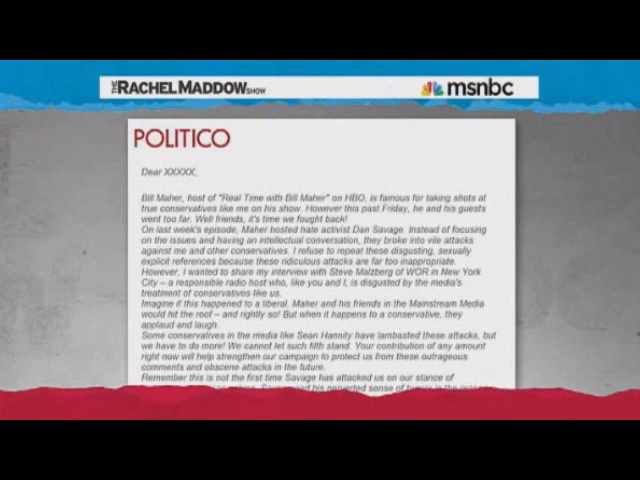 THE RACHEL MADDOW SHOW
msnbc
POLITICO
Dear XXXXX,
Bill Maher, host of "Real Time with Bill Maher" on HBO, is famous for taking shots at
true conservatives like me on his show. However this past Friday, he and his guests
went too far. Well friends, it's time we fought back!
On last week's episode, Maher hosted hate activist Dan Savage. Instead of focusing
on the issues and having an intellectual conversation, they broke into vile attacks
against me and other conservatives. I refuse to repeat these disgusting, sexually
explicit references because these ridiculous attacks are far too inappropriate.
However, I wanted to share my interview with Steve Malzberg of WOR in New York
City – a responsible radio host who, like you and I, is disgusted by the media's
treatment of conservatives like us.
Imagine if this happened to a liberal. Maher and his friends in the Mainstream Media
would hit the roof – and rightly so! But when it happens to a conservative, they
applaud and laugh.
Some conservatives in the media like Sean Hannity have lambasted these attacks, but
we have to do more! We cannot let such filth stand. Your contribution of any amount
right now will help strengthen our campaign to protect us from these outrageous
comments and obscene attacks in the future.
Remember this is not the first time Savage has attacked us on our stance of
Savage and his perverted sense of humor is the